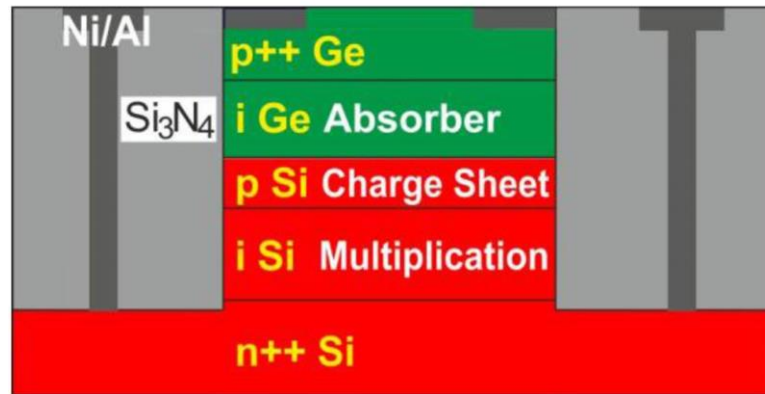 Ni/Al
p++ Ge
Si₃N₄
i Ge Absorber
p Si Charge Sheet
i Si Multiplication
n++ Si